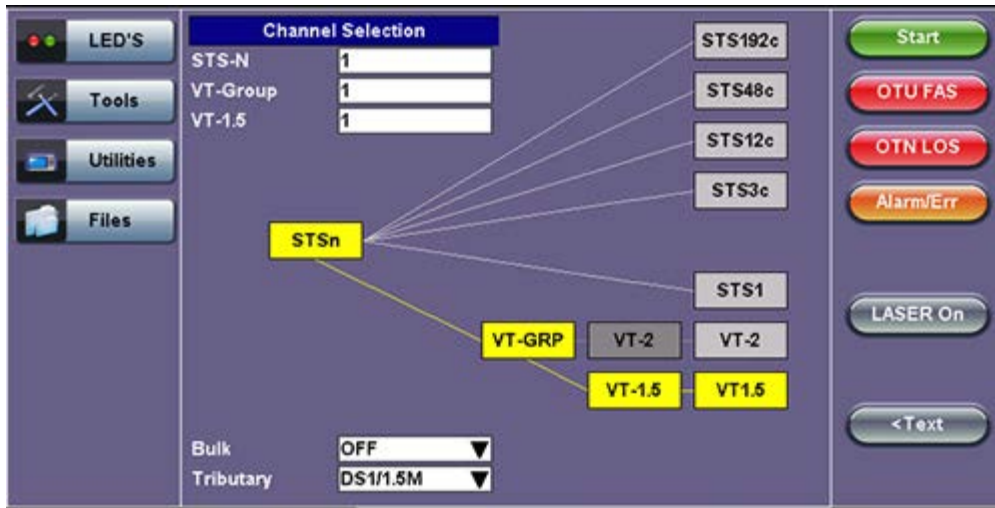 LED'S
Tools
Utilities
Files
Channel Selection
STS-N 1
VT-Group 1
VT-1.5 1
STS192c
STS48c
STS12c
STS3c
STSn
STS1
VT-GRP VT-2 VT-2
VT-1.5 VT1.5
Bulk OFF
Tributary DS1/1.5M
Start
OTU FAS
OTN LOS
Alarm/Err
LASER On
<Text